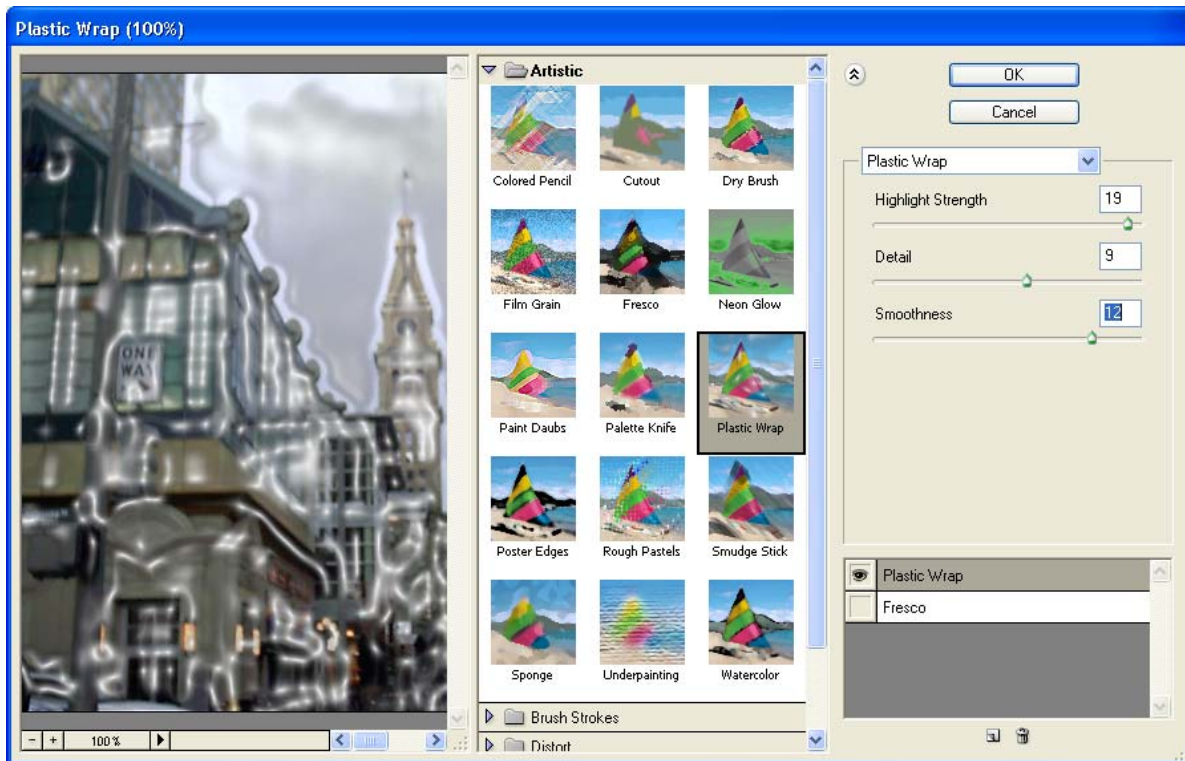 Plastic Wrap (100%)
ONE
WAY
100%
Artistic
Colored Pencil
Cutout
Dry Brush
Film Grain
Fresco
Neon Glow
Paint Daubs
Palette Knife
Plastic Wrap
Poster Edges
Rough Pastels
Smudge Stick
Sponge
Underpainting
Watercolor
Brush Strokes
Distort
OK
Cancel
Plastic Wrap
Highlight Strength
19
Detail
9
Smoothness
12
Plastic Wrap
Fresco